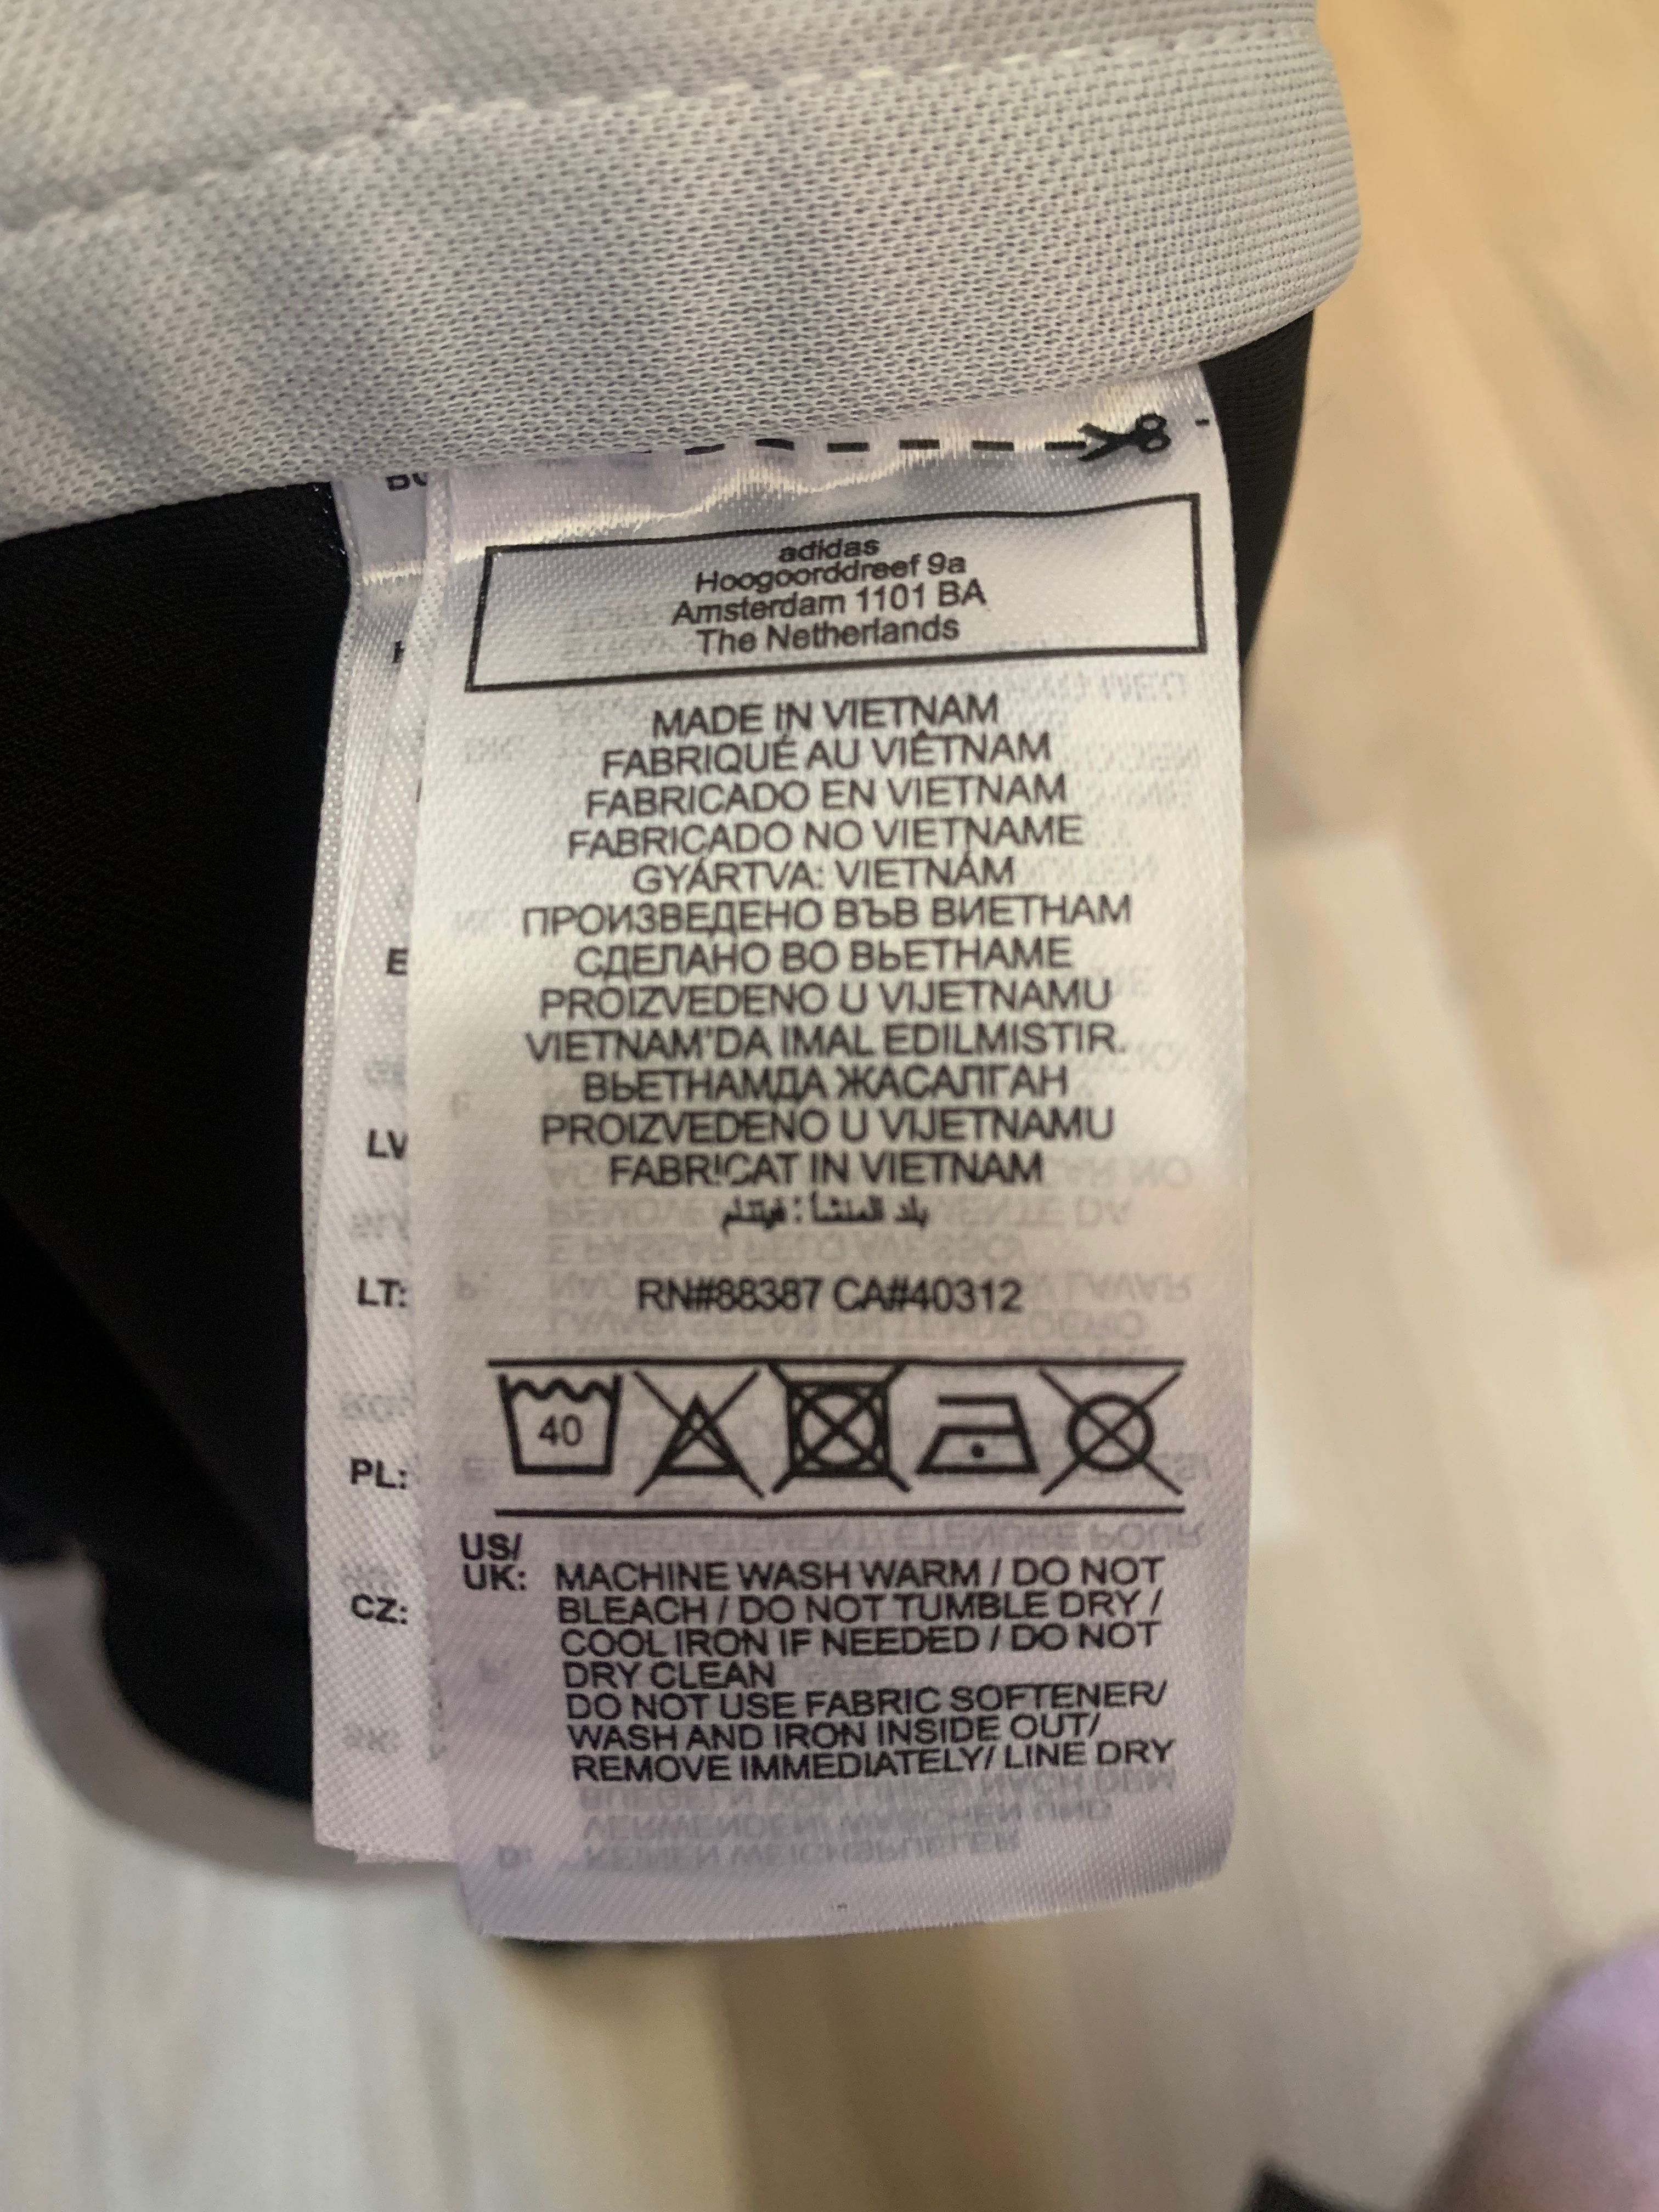 adidas
Hoogoorddreef 9a
Amsterdam 1101 BA
The Netherlands
MADE IN VIETNAM
FABRIQUÉ AU VIÊTNAM
FABRICADO EN VIETNAM
FABRICADO NO VIETNAME
GYÁRTVA: VIETNÁM
ПРОИЗВЕДЕНО ВЪВ ВИЕТНАМ
СДЕЛАНО ВО ВЬЕТНАМЕ
PROIZVEDENO U VIJETNAMU
VIETNAM'DA IMAL EDILMISTIR.
ВЬЕТНАМДА ЖАСАЛҒАН
PROIZVEDENO U VIJETNAMU
FABRICAT IN VIETNAM
بلد المنشأ: فيتنام
RN#88387 CA#40312
40
US/
UK: MACHINE WASH WARM / DO NOT
BLEACH / DO NOT TUMBLE DRY /
COOL IRON IF NEEDED / DO NOT
DRY CLEAN
DO NOT USE FABRIC SOFTENER/
WASH AND IRON INSIDE OUT/
REMOVE IMMEDIATELY/ LINE DRY
LV
LT:
PL:
CZ: